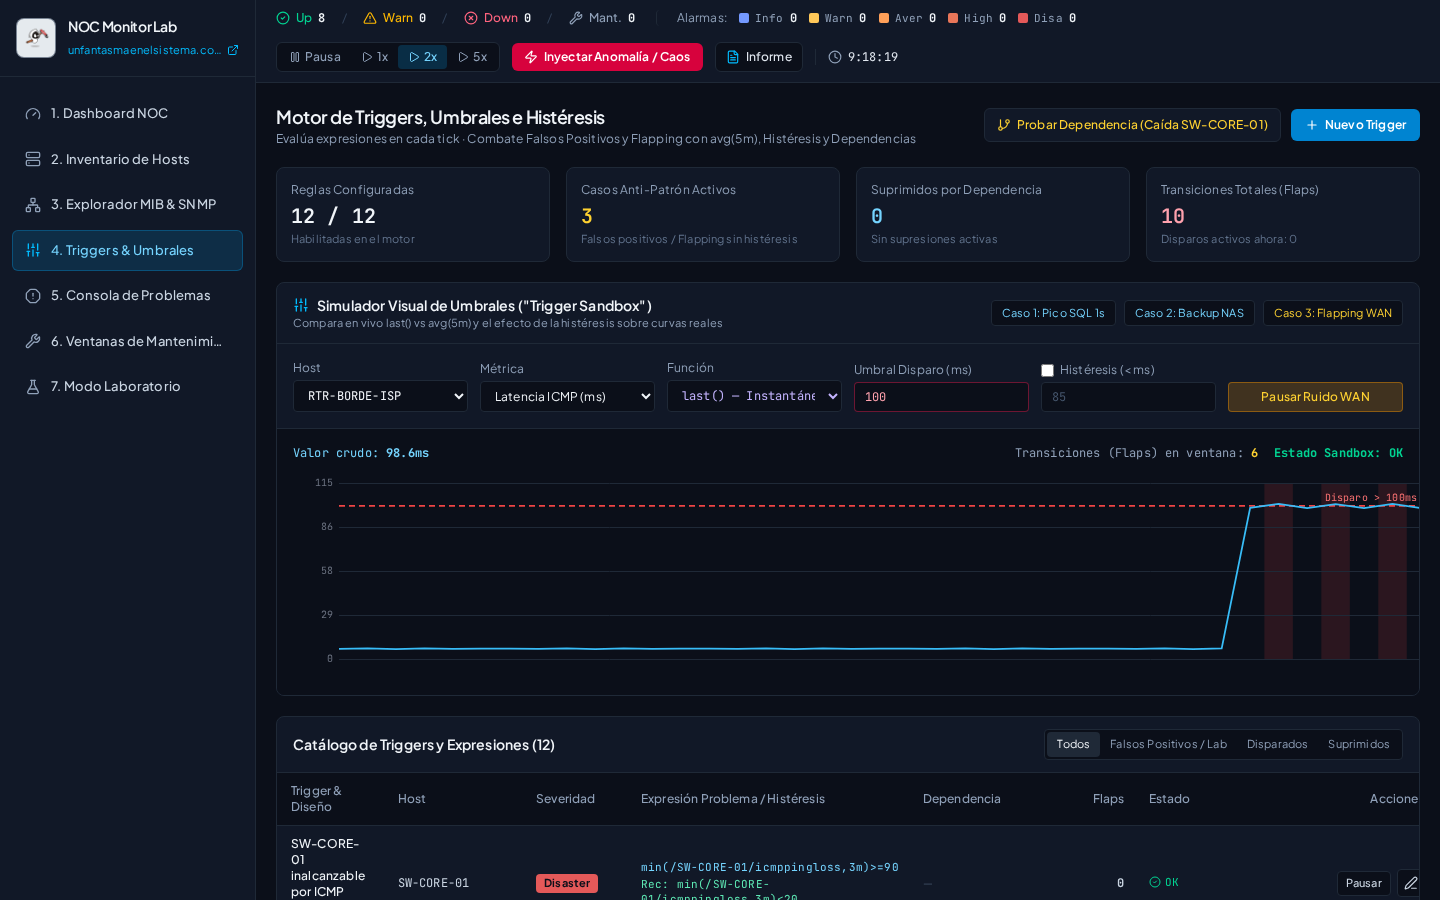 NOC MonitorLab
unfantasmaenelsistema.co...
1. Dashboard NOC
2. Inventario de Hosts
3. Explorador MIB & SNMP
4. Triggers & Umbrales
5. Consola de Problemas
6. Ventanas de Mantenimi...
7. Modo Laboratorio
Up 8 / Warn 0 / Down 0 / Mant. 0 Alarmas: Info 0 Warn 0 Aver 0 High 0 Disa 0
Pausa 1x 2x 5x Inyectar Anomalía / Caos Informe 9:18:19
Motor de Triggers, Umbrales e Histéresis
Evalúa expresiones en cada tick · Combate Falsos Positivos y Flapping con avg(5m), Histéresis y Dependencias
Probar Dependencia (Caída SW-CORE-01) Nuevo Trigger
Reglas Configuradas
12 / 12
Habilitadas en el motor
Casos Anti-Patrón Activos
3
Falsos positivos / Flapping sin histéresis
Suprimidos por Dependencia
0
Sin supresiones activas
Transiciones Totales (Flaps)
10
Disparos activos ahora: 0
Simulador Visual de Umbrales ("Trigger Sandbox")
Compara en vivo last() vs avg(5m) y el efecto de la histéresis sobre curvas reales
Caso 1: Pico SQL 1s Caso 2: Backup NAS Caso 3: Flapping WAN
Host
RTR-BORDE-ISP
Métrica
Latencia ICMP (ms)
Función
last() — Instantáne
Umbral Disparo (ms)
100
Histéresis (< ms)
85
Pausar Ruido WAN
Valor crudo: 98.6ms
Transiciones (Flaps) en ventana: 6 Estado Sandbox: OK
115
Disparo > 100ms
86
58
29
0
Catálogo de Triggers y Expresiones (12)
Todos Falsos Positivos / Lab Disparados Suprimidos
Trigger & Diseño Host Severidad Expresión Problema / Histéresis Dependencia Flaps Estado Accione
SW-CORE-
01
inalcanzable
por ICMP
SW-CORE-01
Disaster
min(/SW-CORE-01/icmppingloss,3m)>=90
Rec: min(/SW-CORE-
01/icmppingloss,3m)<20
—
0
OK
Pausar